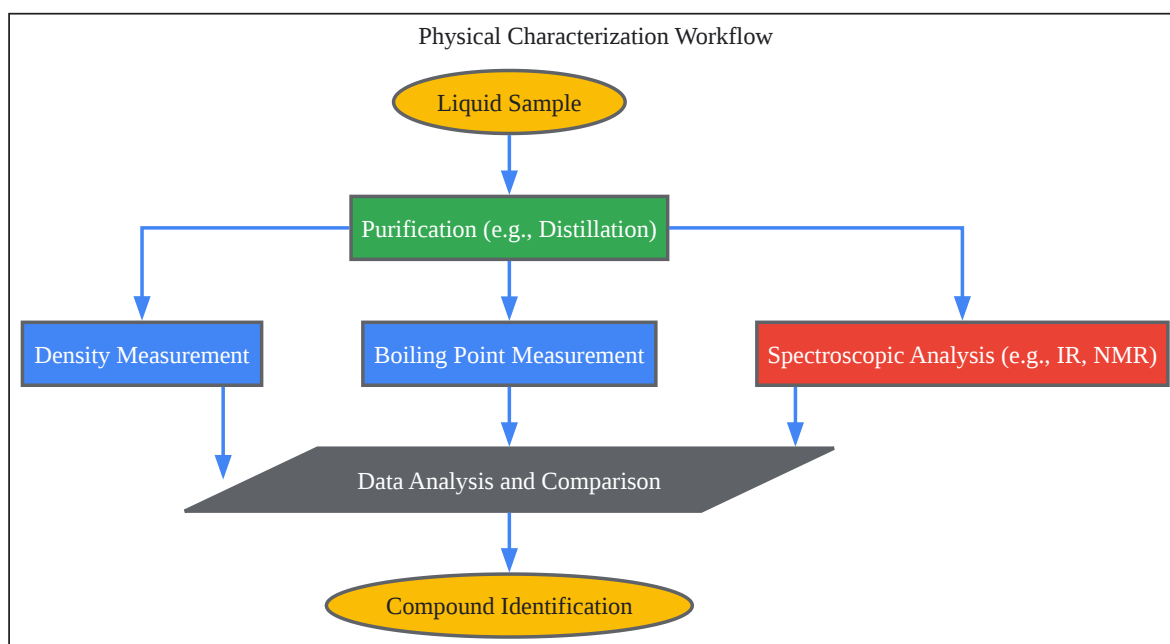 Physical Characterization Workflow
Liquid Sample
Purification (e.g., Distillation)
Density Measurement
Boiling Point Measurement
Spectroscopic Analysis (e.g., IR, NMR)
Data Analysis and Comparison
Compound Identification